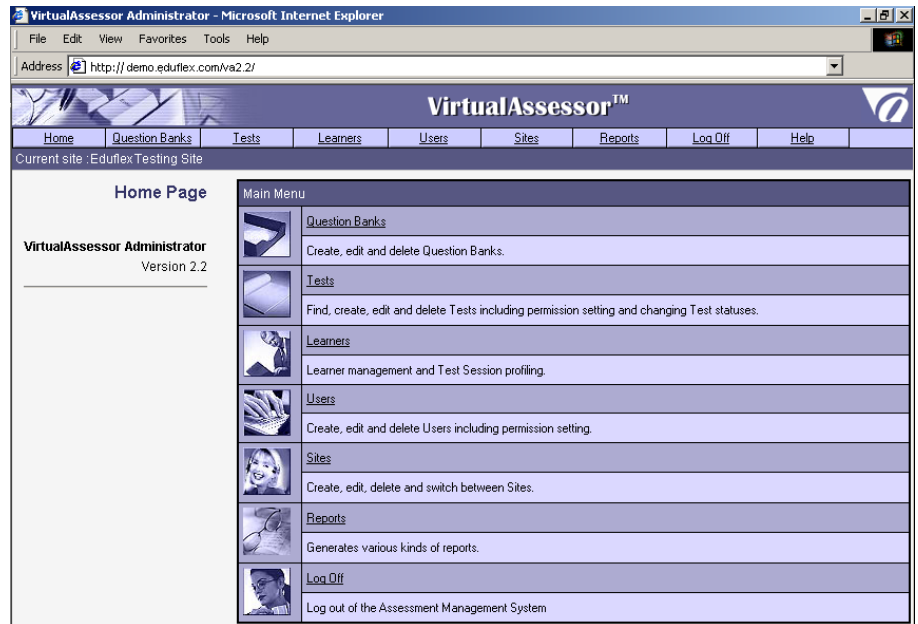 VirtualAssessor Administrator - Microsoft Internet Explorer
File Edit View Favorites Tools Help
Address http://demo.eduflex.com/va2.2/
VirtualAssessor™
Home Question Banks Tests Learners Users Sites Reports Log Off Help
Current site : Eduflex Testing Site
Home Page
VirtualAssessor Administrator
Version 2.2
Main Menu
Question Banks
Create, edit and delete Question Banks.
Tests
Find, create, edit and delete Tests including permission setting and changing Test statuses.
Learners
Learner management and Test Session profiling.
Users
Create, edit and delete Users including permission setting.
Sites
Create, edit, delete and switch between Sites.
Reports
Generates various kinds of reports.
Log Off
Log out of the Assessment Management System